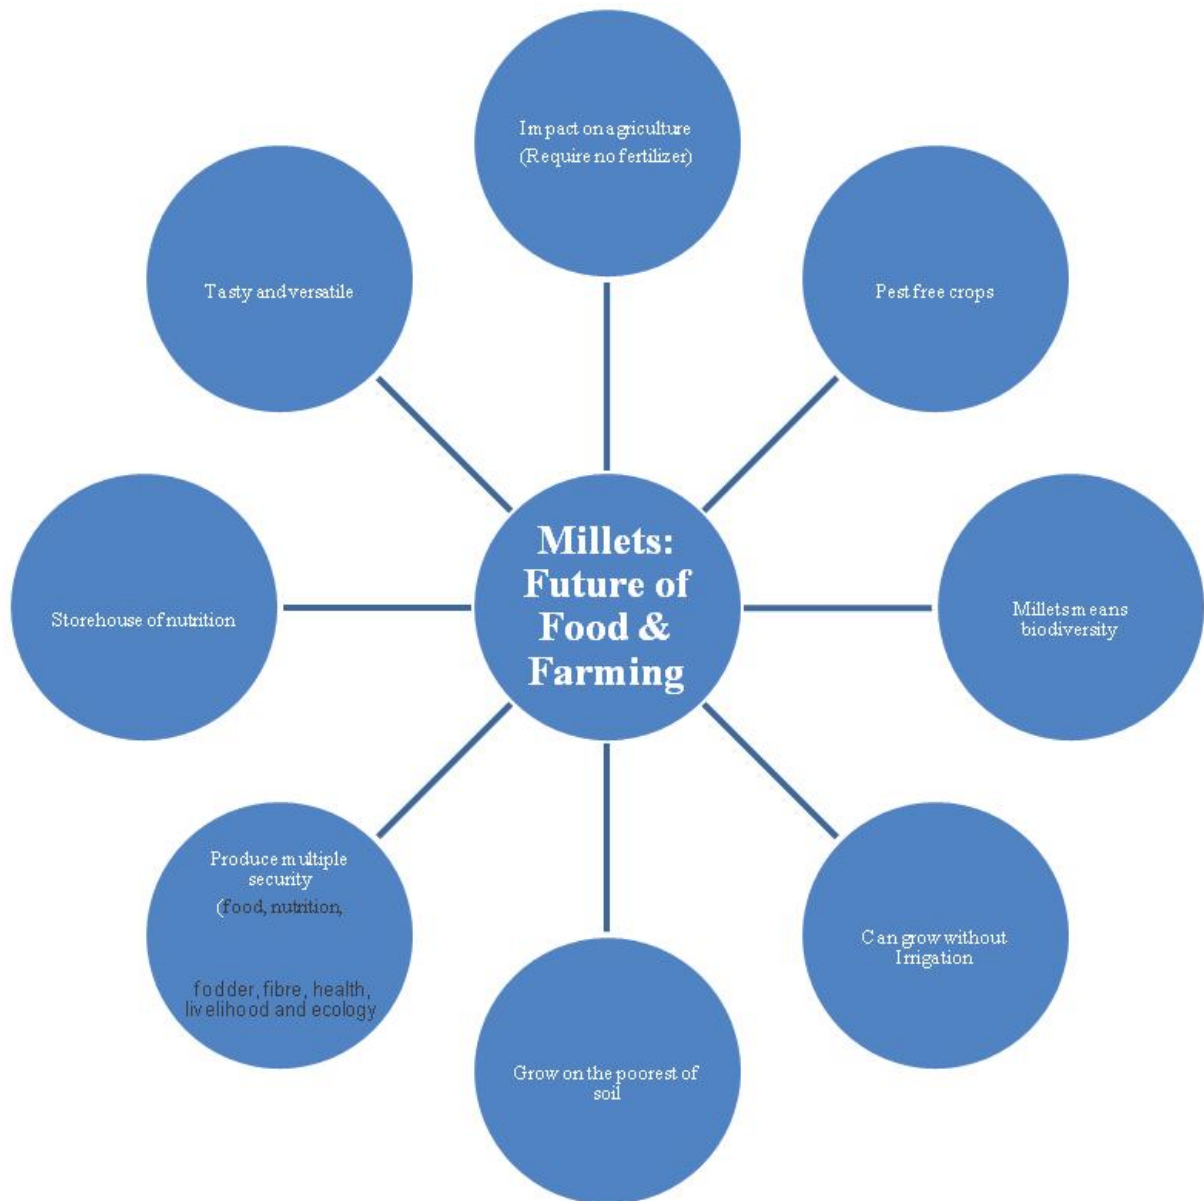 Impact on agriculture
(Require no fertilizer)
Tasty and versatile
Pest free crops
Millets:
Future of
Food &
Farming
Storehouse of nutrition
Millets means
biodiversity
Produce multiple
security
(food, nutrition,
fodder, fibre, health,
livelihood and ecology
Can grow without
Irrigation
Grow on the poorest of
soil